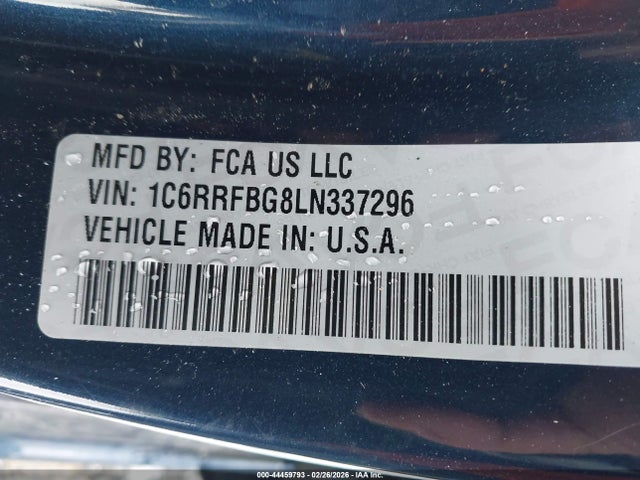 MFD BY: FCA US LLC
VIN: 1C6RRFBG8LN337296
VEHICLE MADE IN: U.S.A.
000-44459793 | 02/26/2026 | IAA Inc.